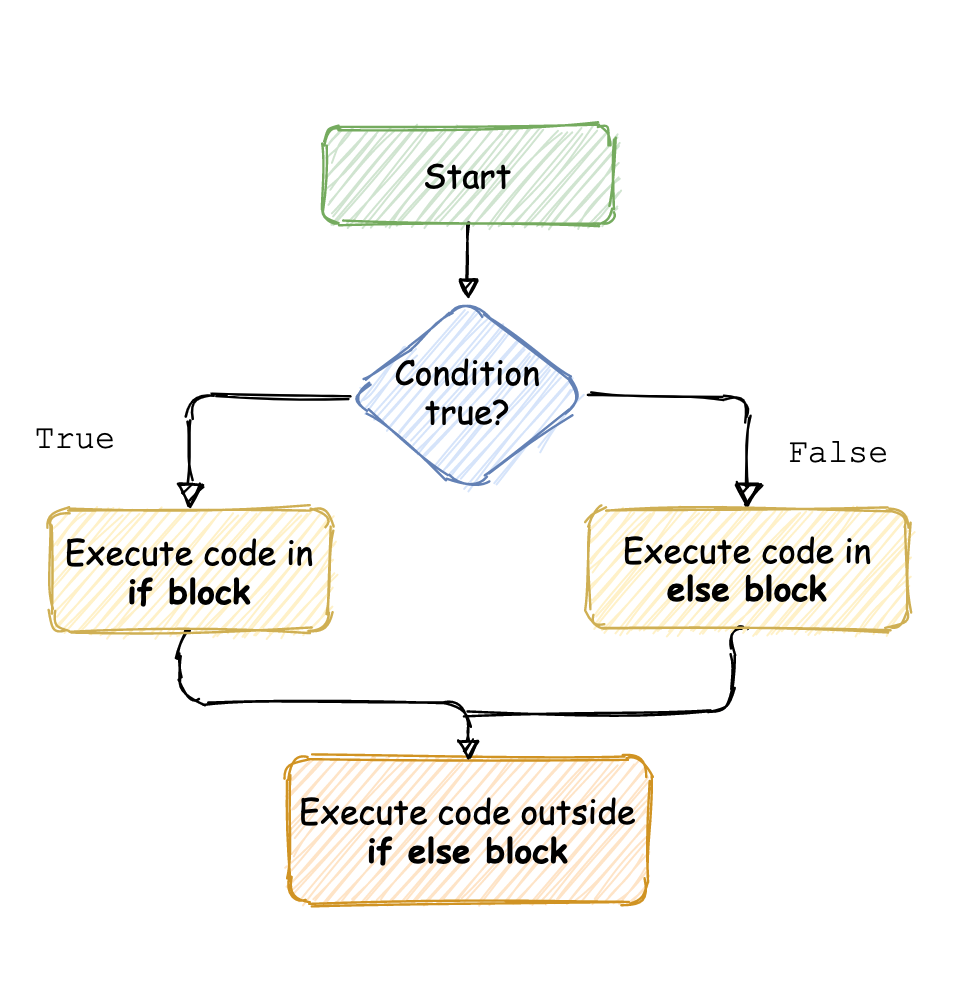 Start
Condition
true?
True
False
Execute code in
if block
Execute code in
else block
Execute code outside
if else block